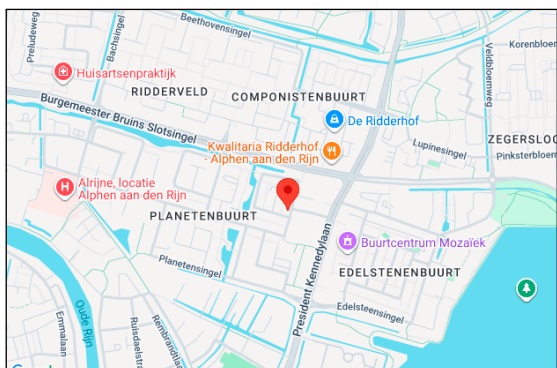 Beethovensingel
Preludeweg
Bachsingel
Korenbloem
Veldbloemweg
Huisartsenpraktijk
RIDDERVELD
COMPONISTENBUURT
Burgemeester Bruins Slotsingel
De Ridderhof
Kwalitaria Ridderhof
- Alphen aan den Rijn
Lupinesingel
ZEGERSLOO
Pinksterbloem
Alrijne, locatie
Alphen aan den Rijn
PLANETENBUURT
Buurtcentrum Mozaïek
Planetensingel
EDELSTENENBUURT
President Kennedylaan
Edelsteensingel
Oude Rijn
Emmalaan
Ruisdaelstra
Rembrandtlaan
Google